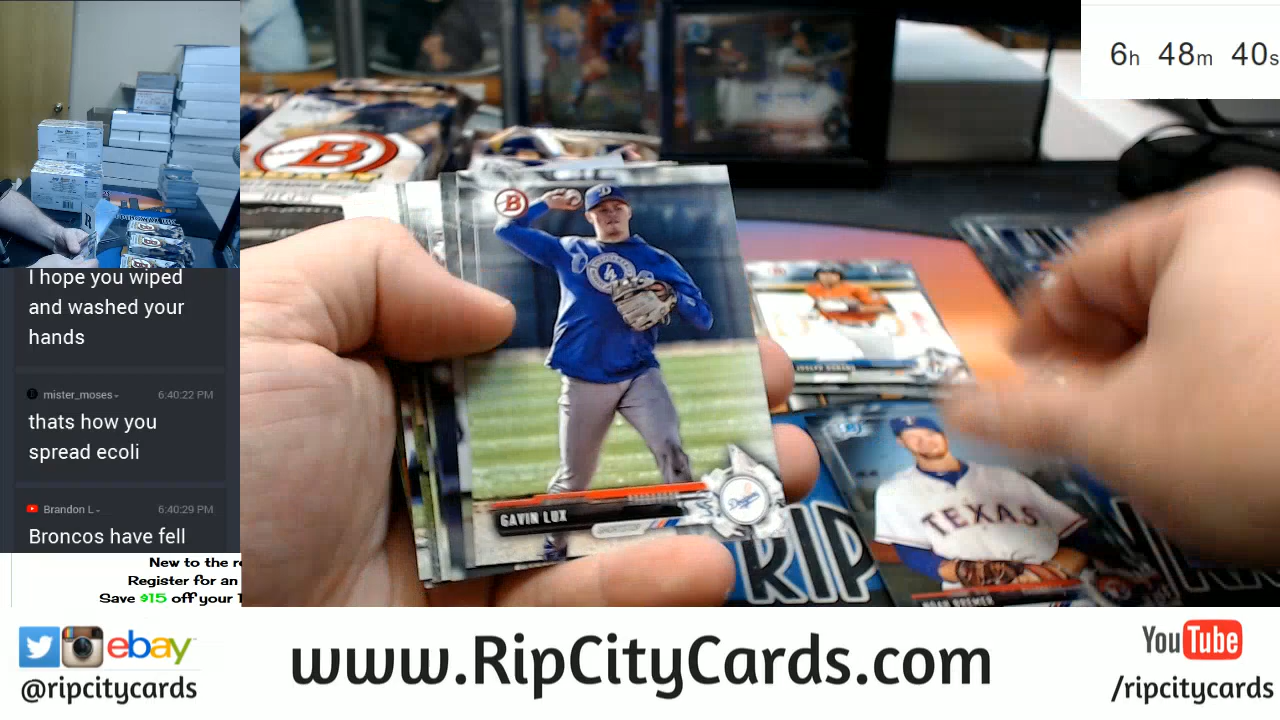 6h 48m 40s
I hope you wiped
and washed your
hands
mister_moses
6:40:22 PM
thats how you
spread ecoli
Brandon L
6:40:29 PM
Broncos have fell
New to the r
Register for an
Save $15 off your
B
B
LA
GAVIN LUX
Dodgers
TEXAS
RIP
ebay
@ripcitycards
www.RipCityCards.com
YouTube
/ripcitycards